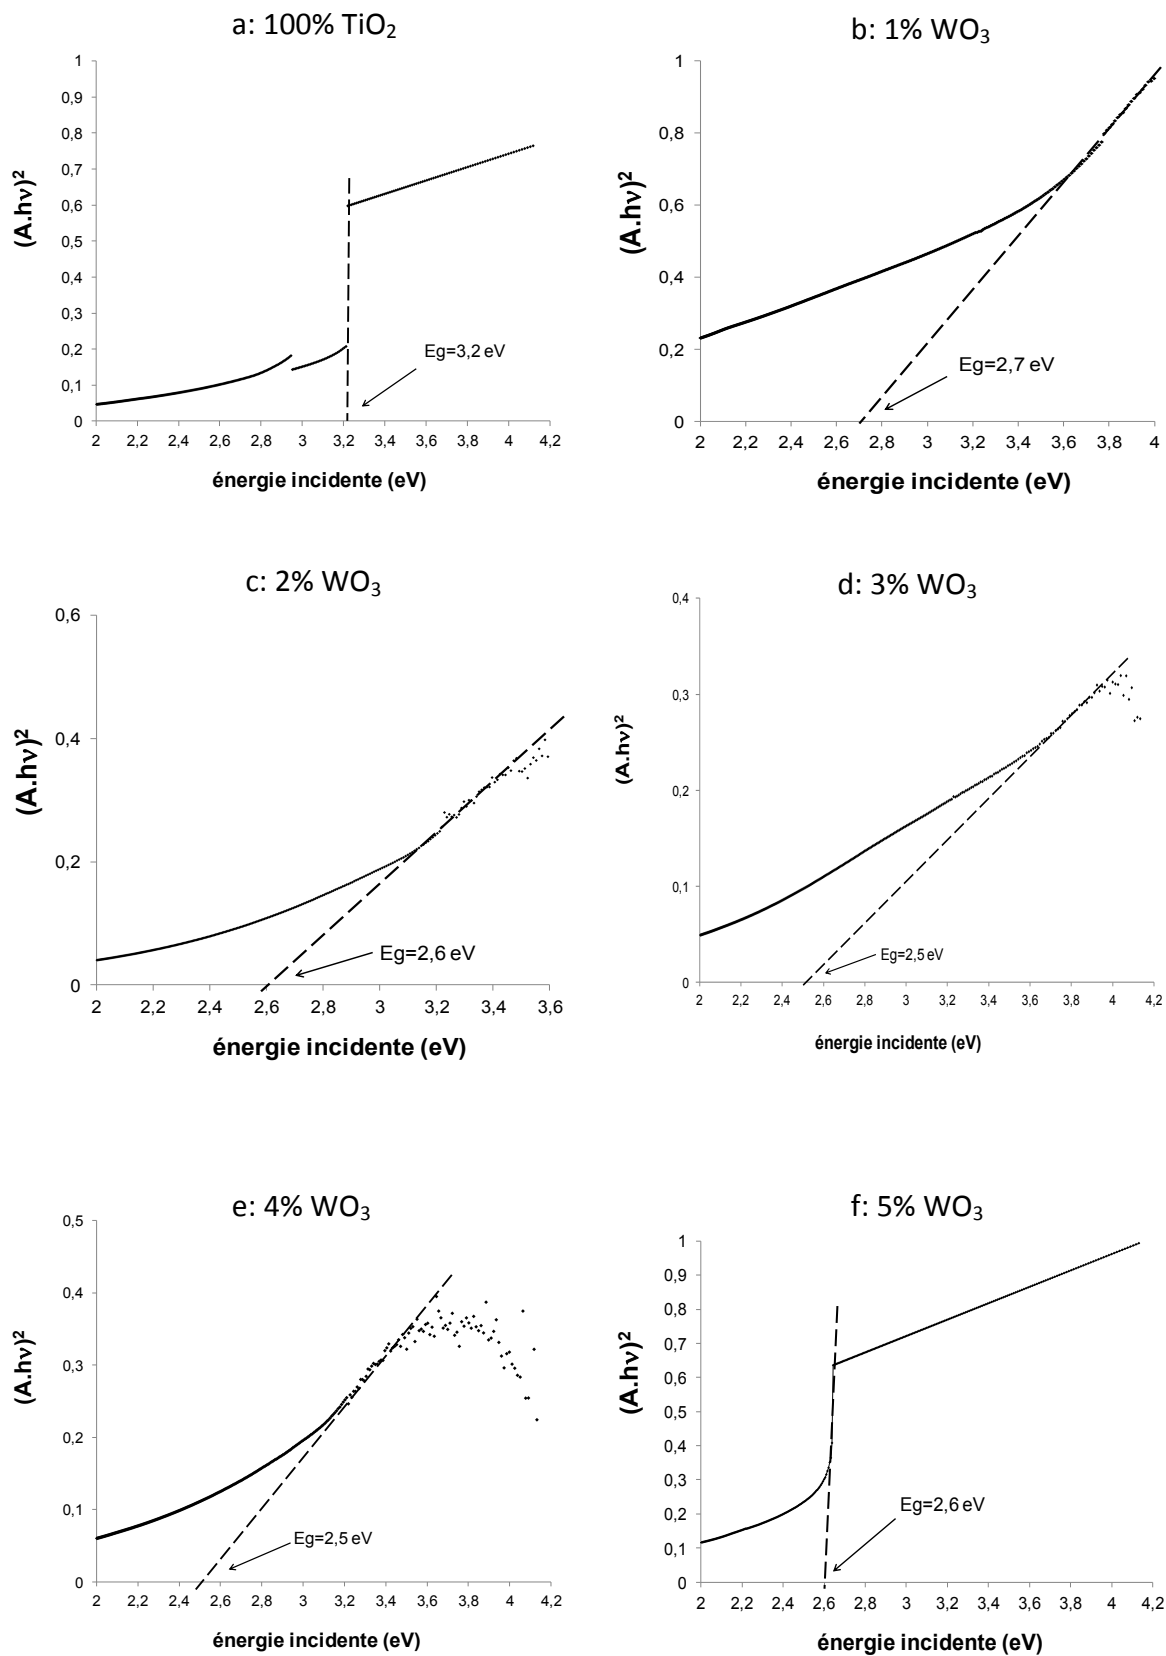 a: 100% TiO₂
1
0,9
0,8
0,7
0,6
0,5
0,4
0,3
0,2
0,1
0
(A.hν)²
Eg=3,2 eV
2 2,2 2,4 2,6 2,8 3 3,2 3,4 3,6 3,8 4 4,2
énergie incidente (eV)
b: 1% WO₃
1
0,8
0,6
0,4
0,2
0
(A.hν)²
Eg=2,7 eV
2 2,2 2,4 2,6 2,8 3 3,2 3,4 3,6 3,8 4
énergie incidente (eV)
c: 2% WO₃
0,6
0,4
0,2
0
(A.hν)²
Eg=2,6 eV
2 2,2 2,4 2,6 2,8 3 3,2 3,4 3,6
énergie incidente (eV)
d: 3% WO₃
0,4
0,3
0,2
0,1
0
(A.hν)²
Eg=2,5 eV
2 2,2 2,4 2,6 2,8 3 3,2 3,4 3,6 3,8 4 4,2
énergie incidente (eV)
e: 4% WO₃
0,5
0,4
0,3
0,2
0,1
0
(A.hν)²
Eg=2,5 eV
2 2,2 2,4 2,6 2,8 3 3,2 3,4 3,6 3,8 4 4,2
énergie incidente (eV)
f: 5% WO₃
1
0,9
0,8
0,7
0,6
0,5
0,4
0,3
0,2
0,1
0
(A.hν)²
Eg=2,6 eV
2 2,2 2,4 2,6 2,8 3 3,2 3,4 3,6 3,8 4 4,2
énergie incidente (eV)